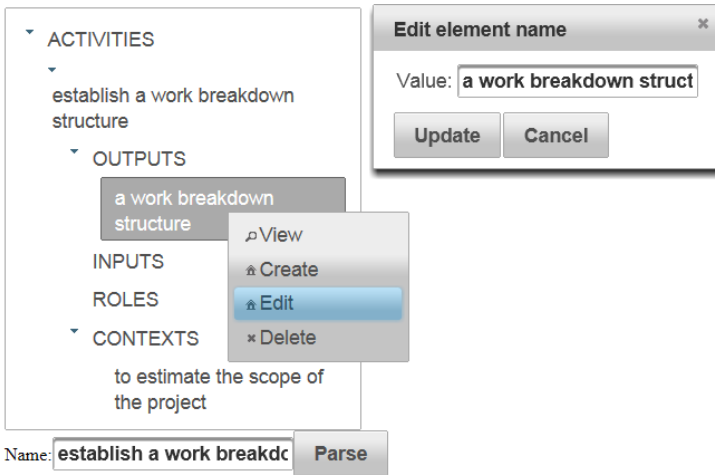 ACTIVITIES
establish a work breakdown
structure
OUTPUTS
a work breakdown
structure
INPUTS
ROLES
CONTEXTS
to estimate the scope of
the project
View
Create
Edit
Delete
Name: establish a work breakdc Parse
Edit element name
Value: a work breakdown struct
Update Cancel